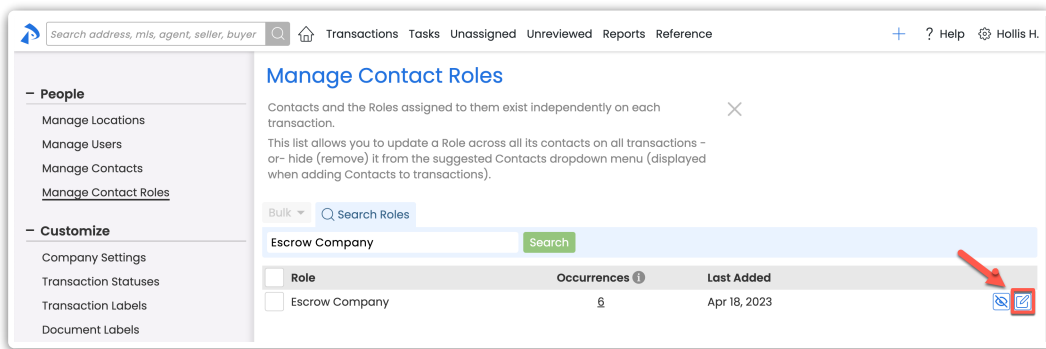 Search address, mls, agent, seller, buyer
Transactions Tasks Unassigned Unreviewed Reports Reference
+ ? Help Hollis H.
− People
Manage Locations
Manage Users
Manage Contacts
Manage Contact Roles
− Customize
Company Settings
Transaction Statuses
Transaction Labels
Document Labels
Manage Contact Roles
Contacts and the Roles assigned to them exist independently on each
transaction.
This list allows you to update a Role across all its contacts on all transactions -
or- hide (remove) it from the suggested Contacts dropdown menu (displayed
when adding Contacts to transactions).
Bulk Search Roles
Escrow Company Search
Role Occurrences Last Added
Escrow Company 6 Apr 18, 2023